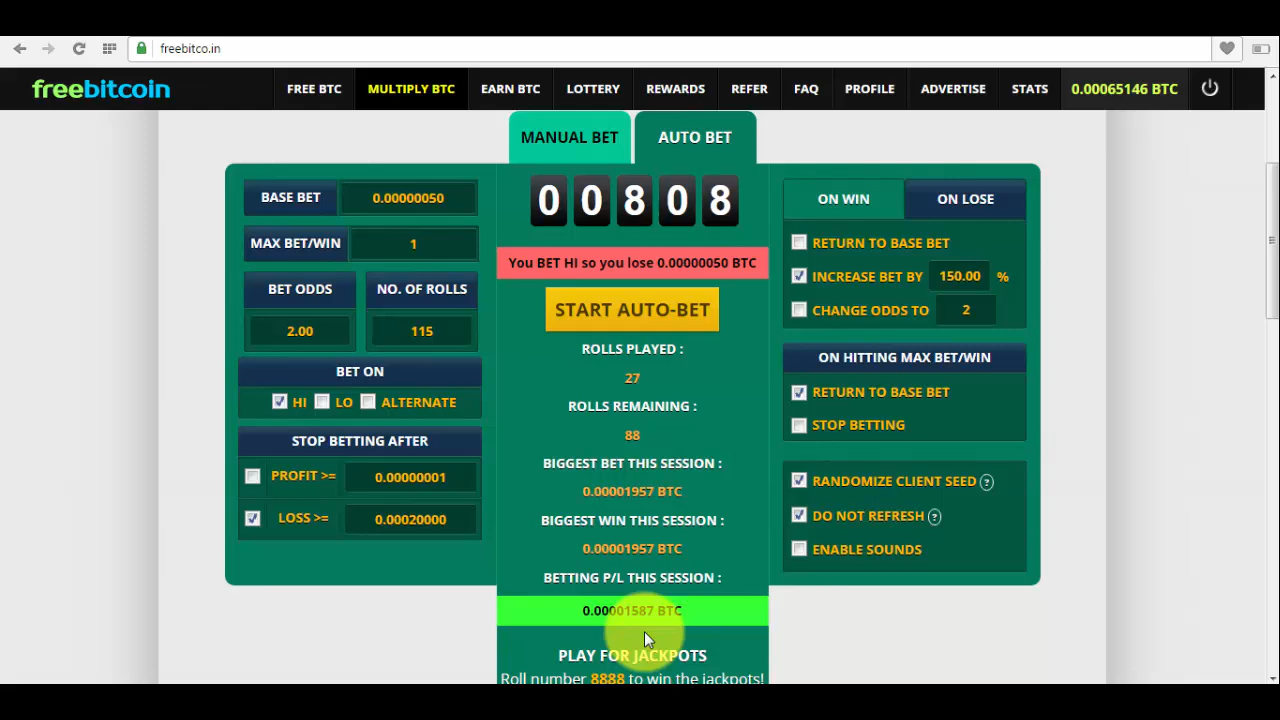 freebitco.in
freebitcoin
FREE BTC MULTIPLY BTC EARN BTC LOTTERY REWARDS REFER FAQ PROFILE ADVERTISE STATS 0.00065146 BTC
MANUAL BET AUTO BET
BASE BET 0.00000050
MAX BET/WIN 1
BET ODDS NO. OF ROLLS
2.00 115
BET ON
HI LO ALTERNATE
STOP BETTING AFTER
PROFIT >= 0.00000001
LOSS >= 0.00020000
0 0 8 0 8
You BET HI so you lose 0.00000050 BTC
START AUTO-BET
ROLLS PLAYED :
27
ROLLS REMAINING :
88
BIGGEST BET THIS SESSION :
0.00001957 BTC
BIGGEST WIN THIS SESSION :
0.00001957 BTC
BETTING P/L THIS SESSION :
0.00001587 BTC
PLAY FOR JACKPOTS
Roll number 8888 to win the jackpots!
ON WIN ON LOSE
RETURN TO BASE BET
INCREASE BET BY 150.00 %
CHANGE ODDS TO 2
ON HITTING MAX BET/WIN
RETURN TO BASE BET
STOP BETTING
RANDOMIZE CLIENT SEED ?
DO NOT REFRESH ?
ENABLE SOUNDS